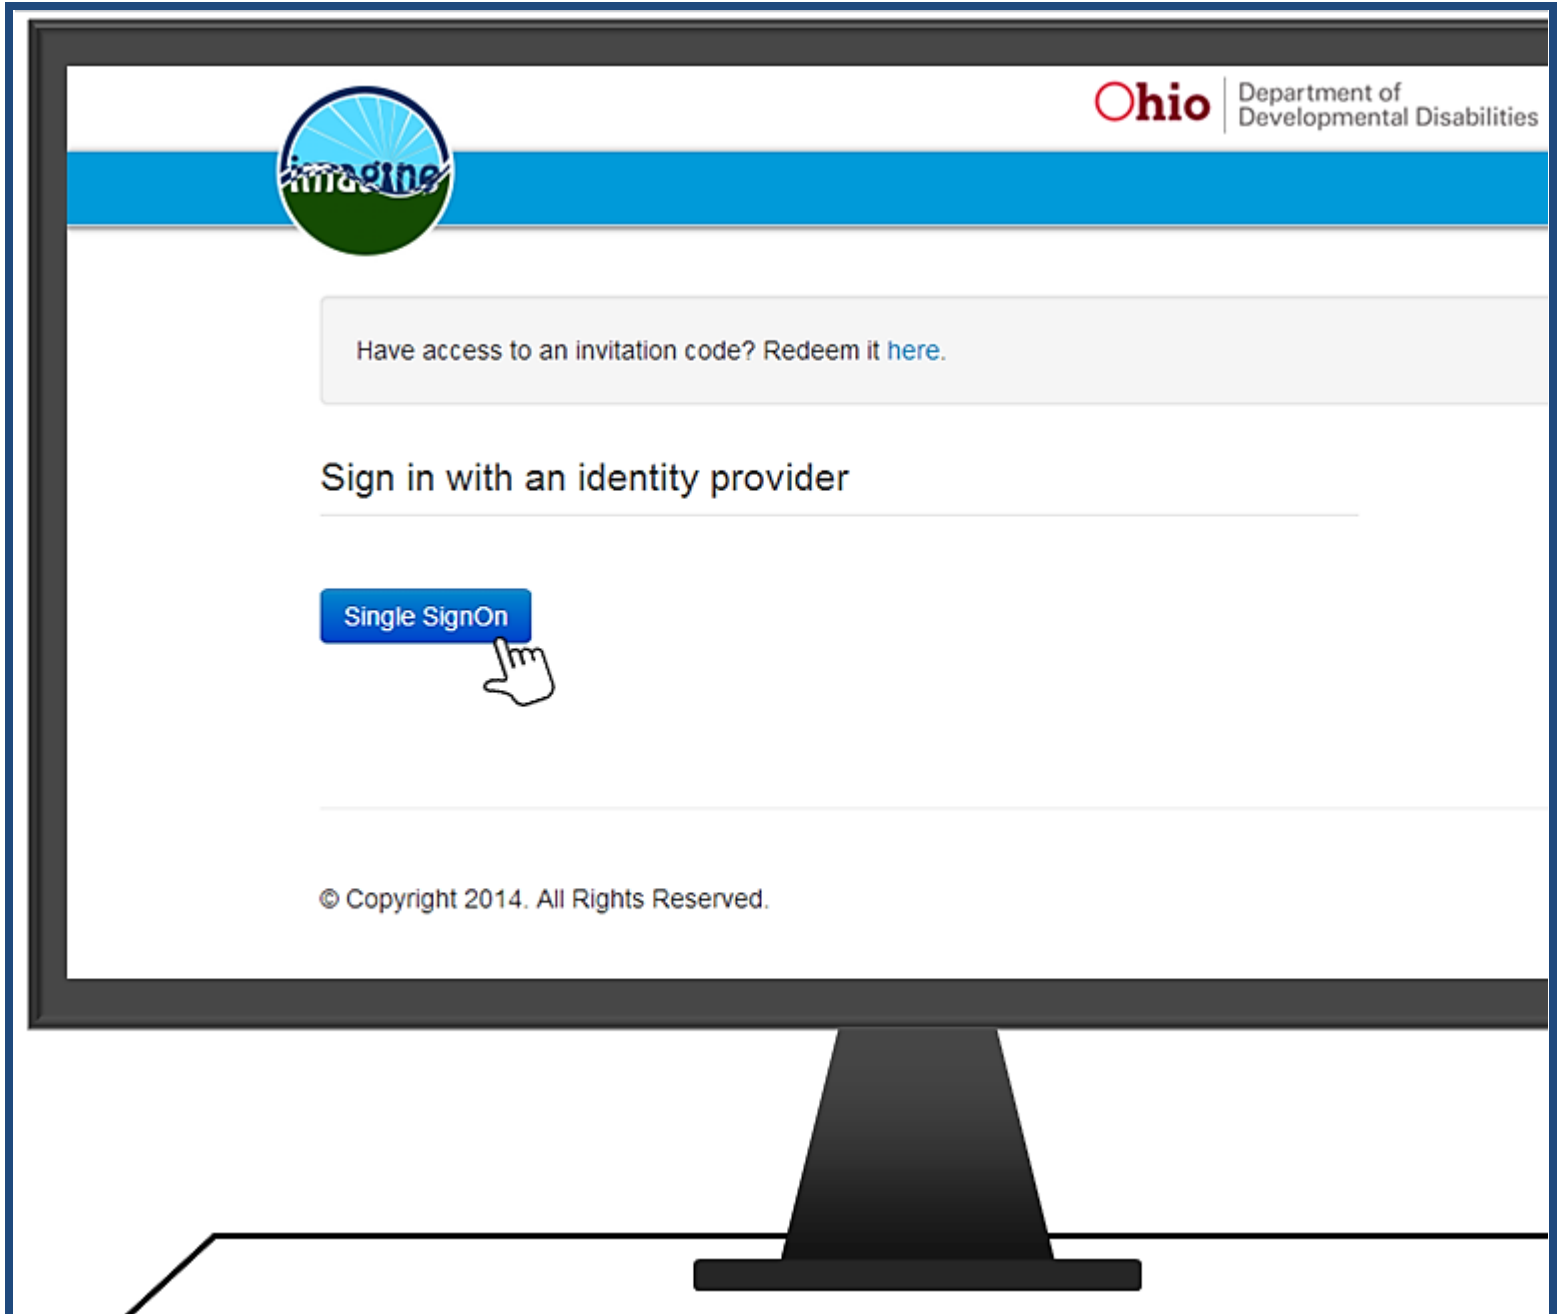 imagine
Ohio
Department of
Developmental Disabilities
Have access to an invitation code? Redeem it here.
Sign in with an identity provider
Single SignOn
© Copyright 2014. All Rights Reserved.